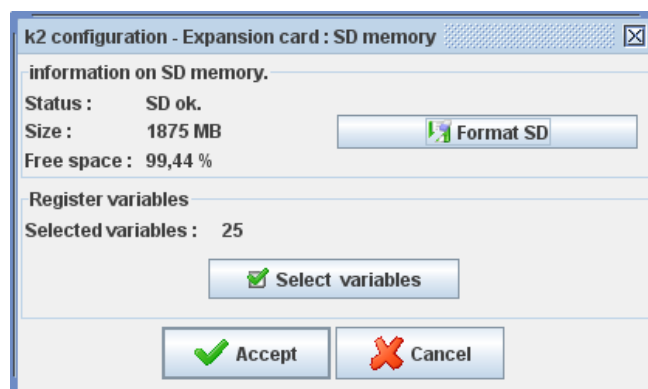 k2 configuration - Expansion card : SD memory
information on SD memory.
Status : SD ok.
Size : 1875 MB
Format SD
Free space : 99,44 %
Register variables
Selected variables : 25
Select variables
Accept Cancel